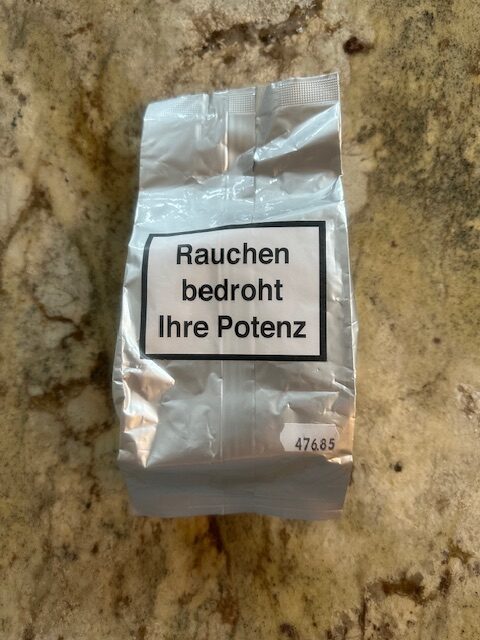 Rauchen
bedroht
Ihre Potenz
476.85